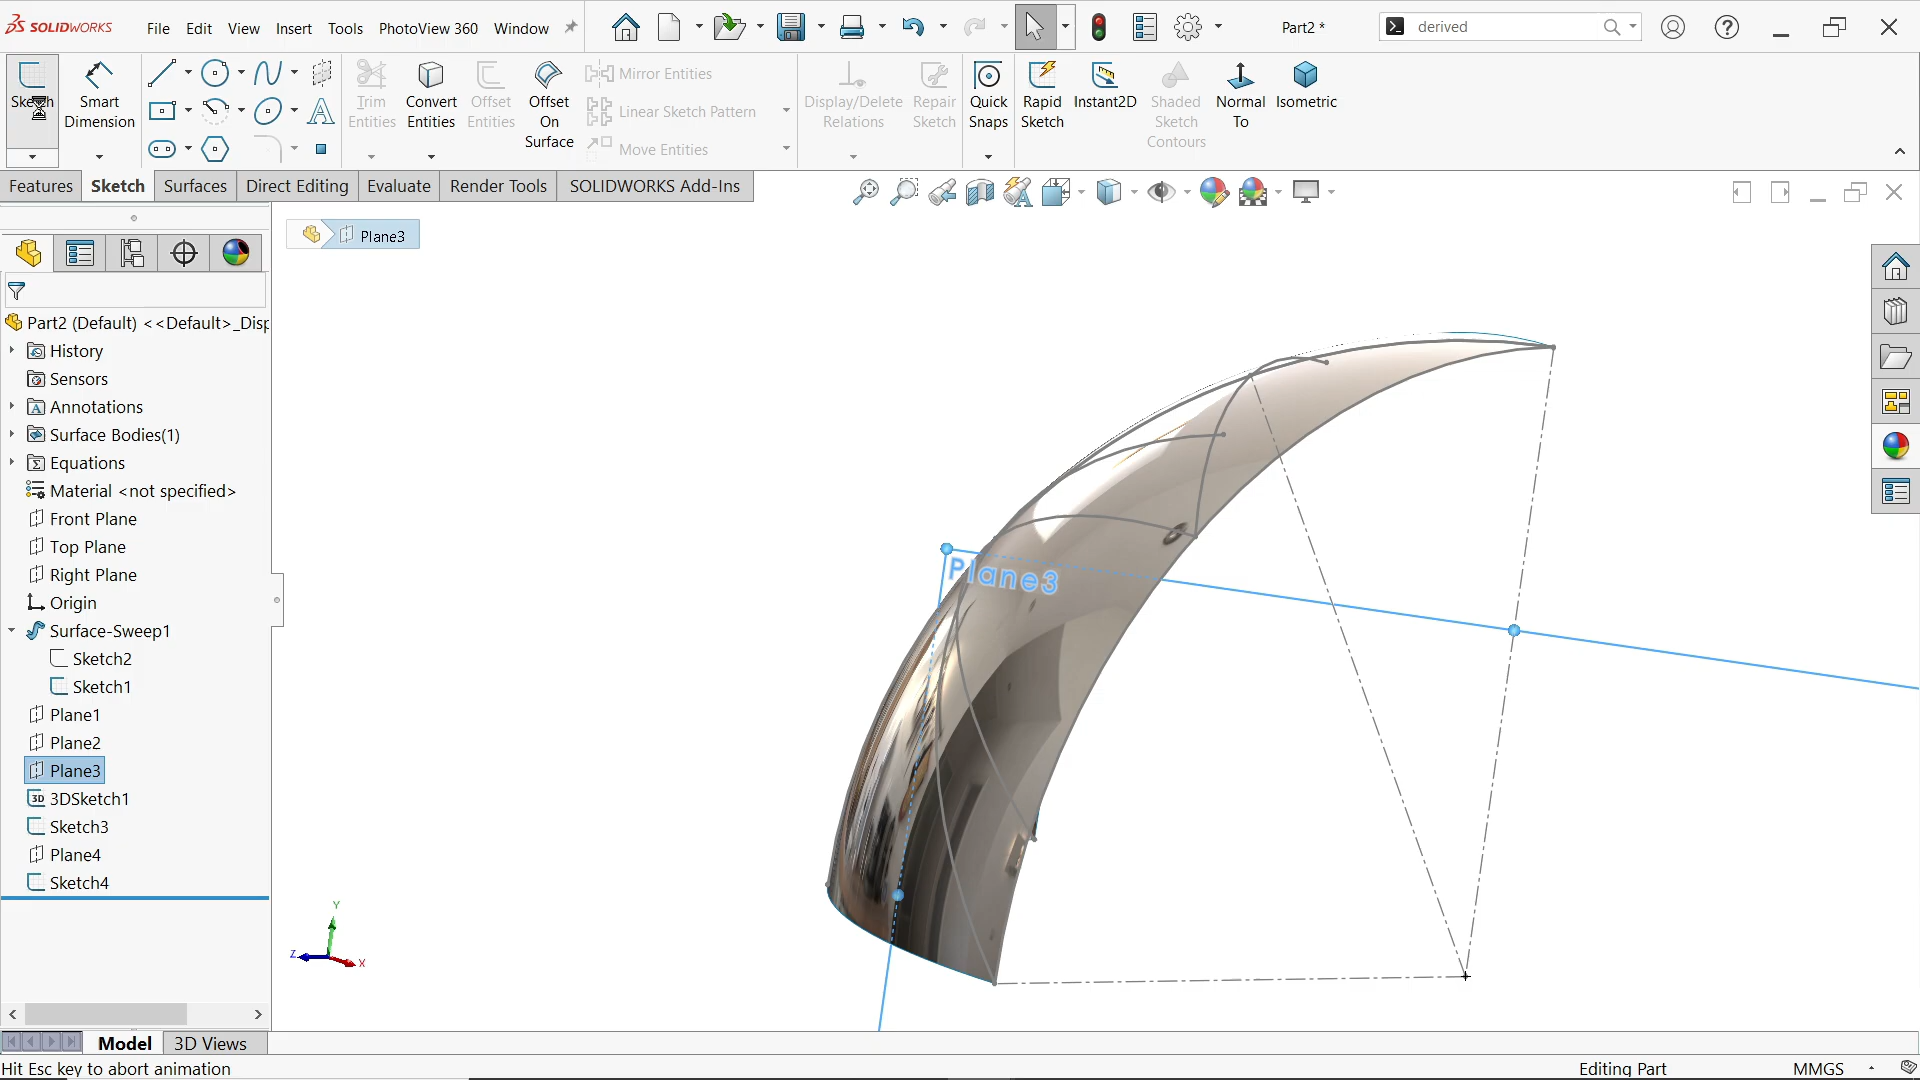 SOLIDWORKS
File Edit View Insert Tools PhotoView 360 Window
Part2 *
derived
Sketch
Smart Dimension
Trim Entities
Convert Entities
Offset Entities
Offset On Surface
Mirror Entities
Linear Sketch Pattern
Move Entities
Display/Delete Relations
Repair Sketch
Quick Snaps
Rapid Sketch
Instant2D
Shaded Sketch Contours
Normal To
Isometric
Features Sketch Surfaces Direct Editing Evaluate Render Tools SOLIDWORKS Add-Ins
Plane3
Part2 (Default) <<Default>_Disp
History
Sensors
Annotations
Surface Bodies(1)
Equations
Material <not specified>
Front Plane
Top Plane
Right Plane
Origin
Surface-Sweep1
Sketch2
Sketch1
Plane1
Plane2
Plane3
3DSketch1
Sketch3
Plane4
Sketch4
Plane3
Y
Z
X
Model 3D Views
Hit Esc key to abort animation
Editing Part
MMGS